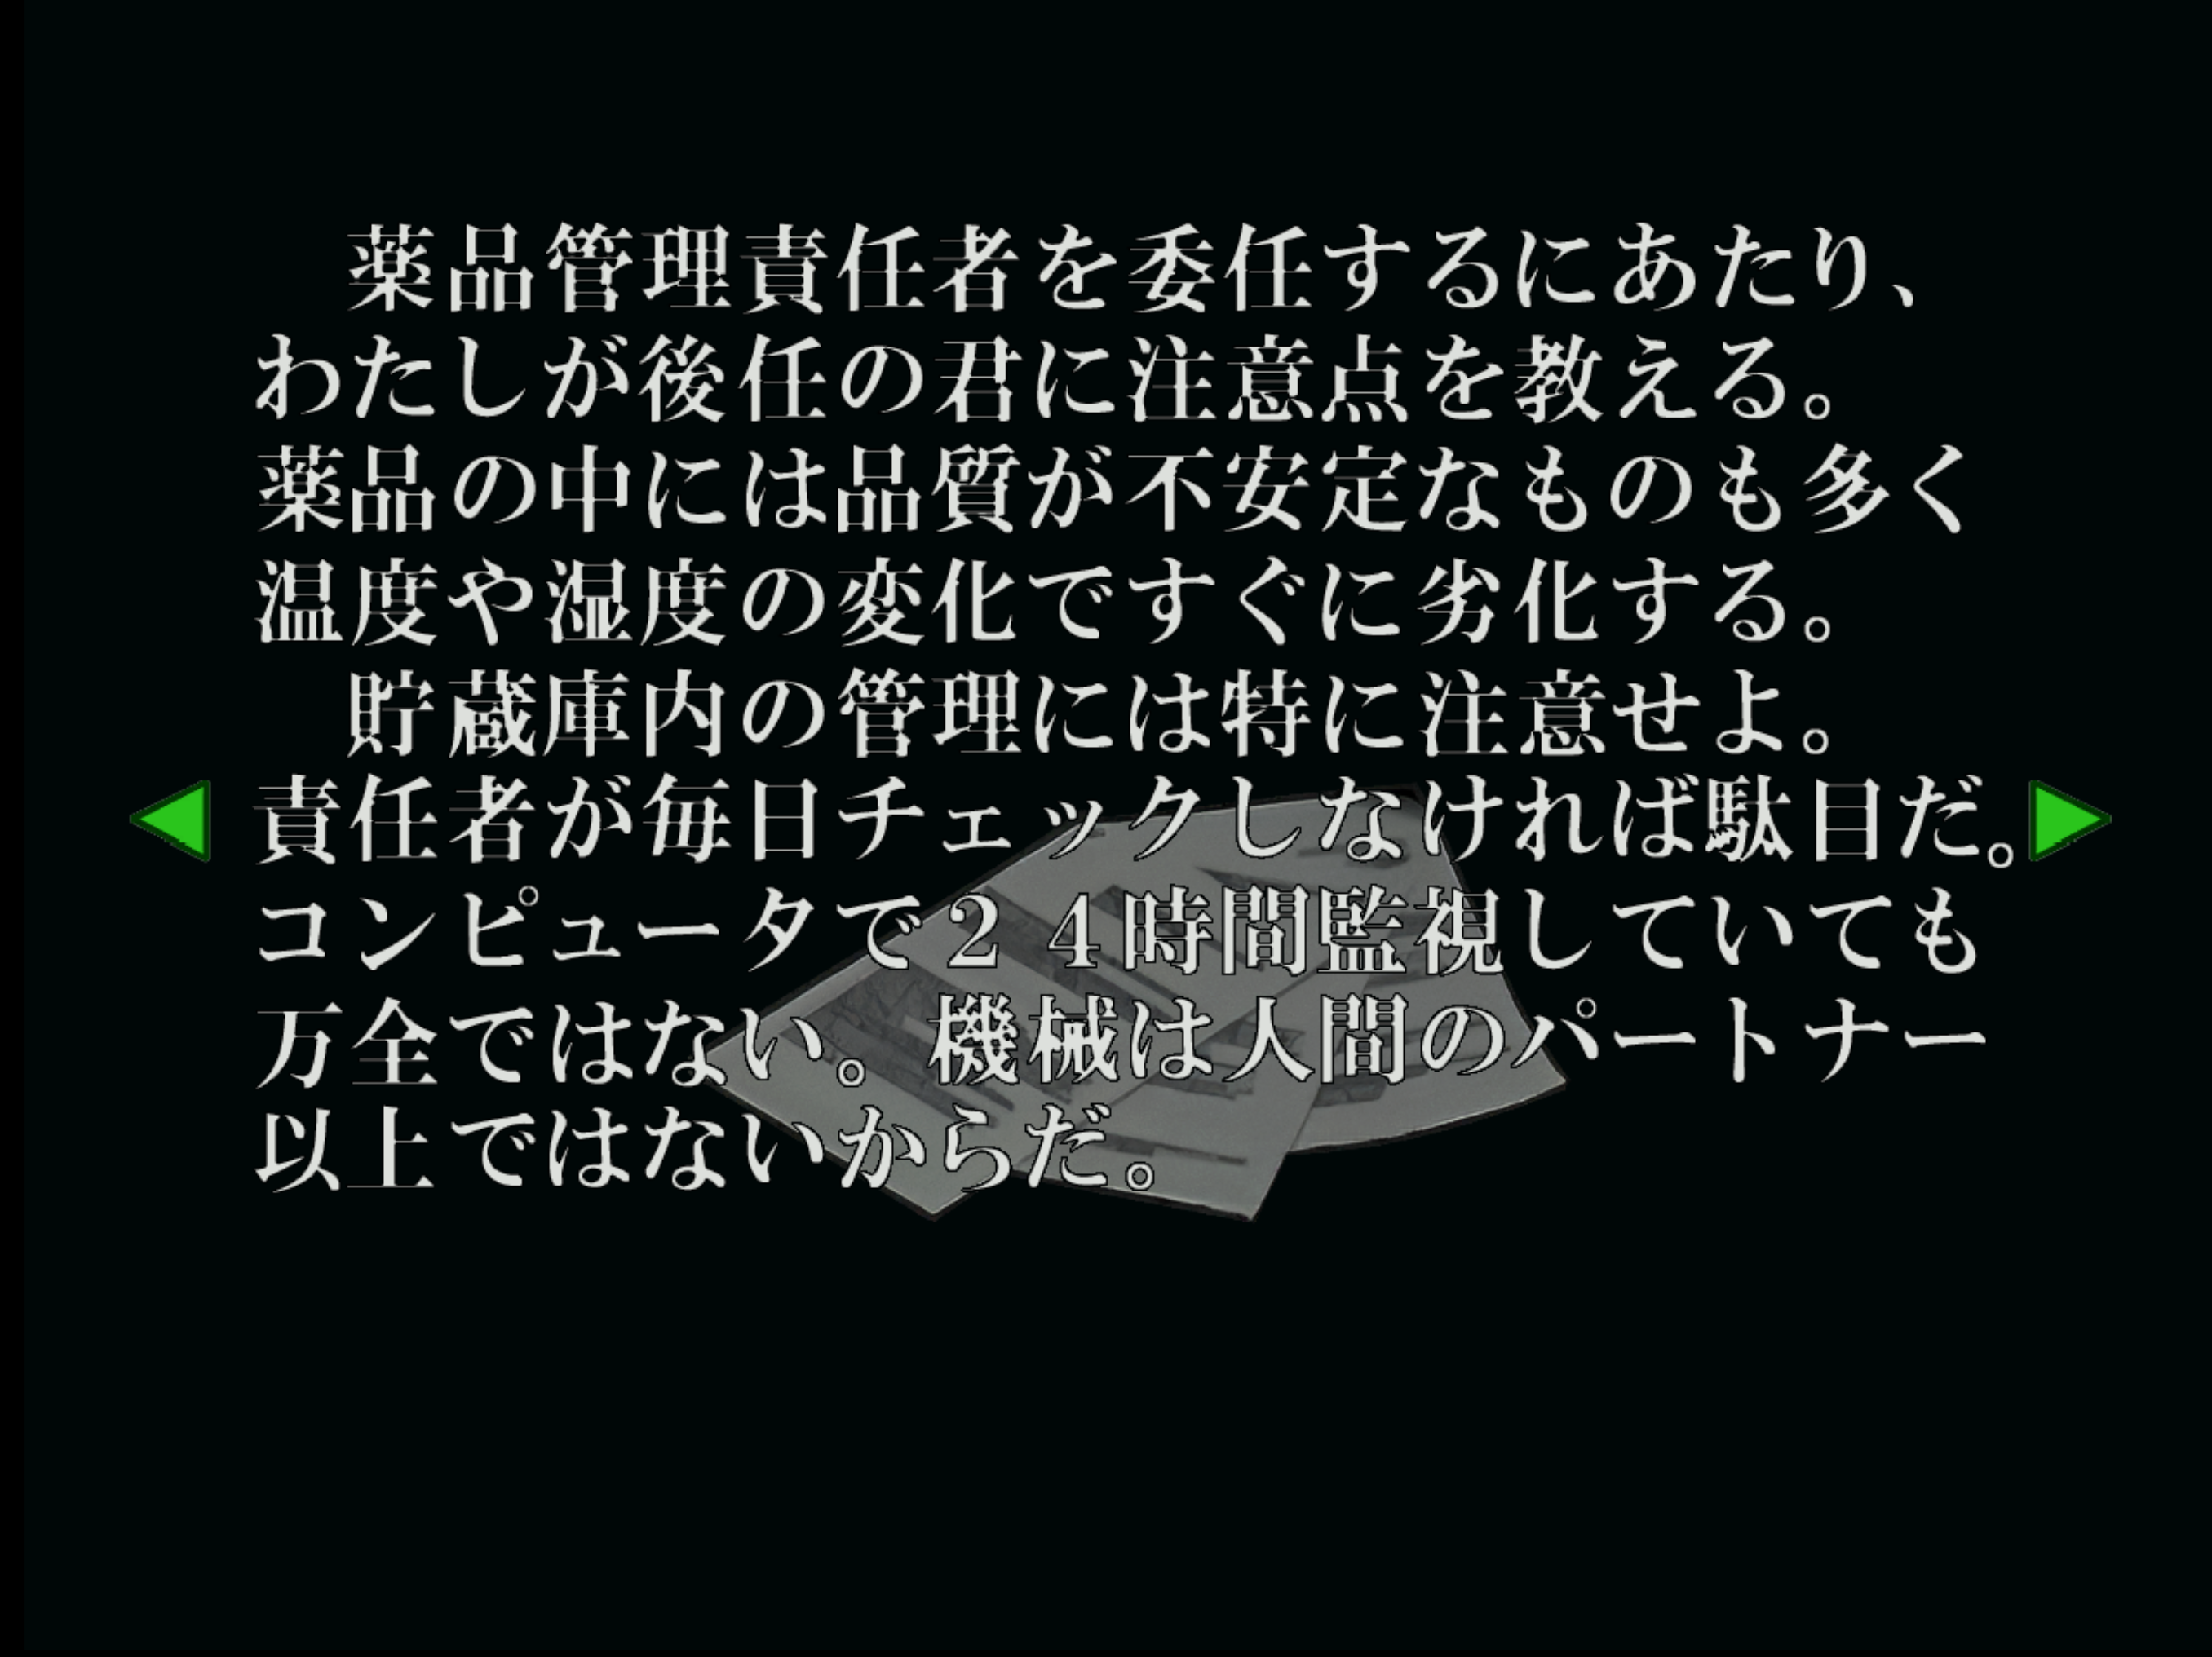 薬品管理責任者を委任するにあたり、
わたしが後任の君に注意点を教える。
薬品の中には品質が不安定なものも多く
温度や湿度の変化ですぐに劣化する。
　貯蔵庫内の管理には特に注意せよ。
責任者が毎日チェックしなければ駄目だ。
コンピュータで２４時間監視していても
万全ではない。機械は人間のパートナー
以上ではないからだ。